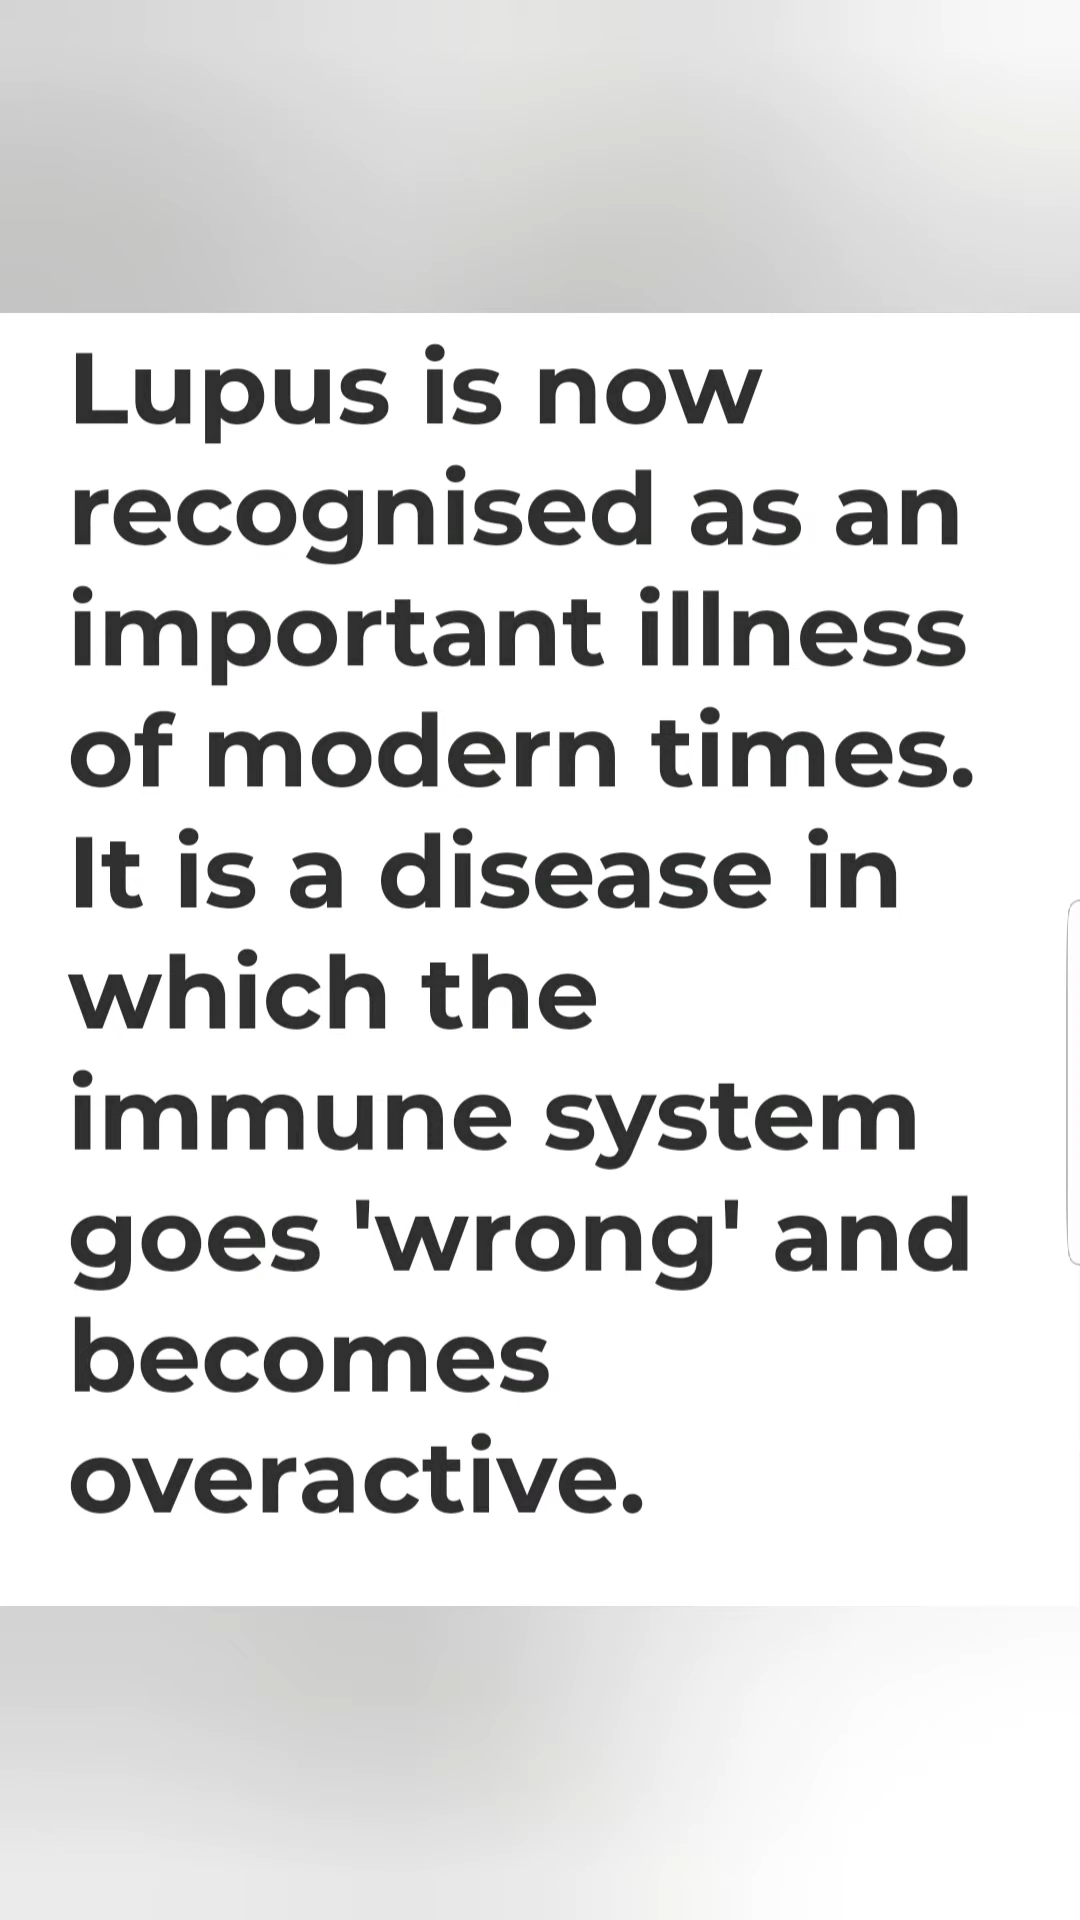 Lupus is now
recognised as an
important illness
of modern times.
It is a disease in
which the
immune system
goes 'wrong' and
becomes
overactive.